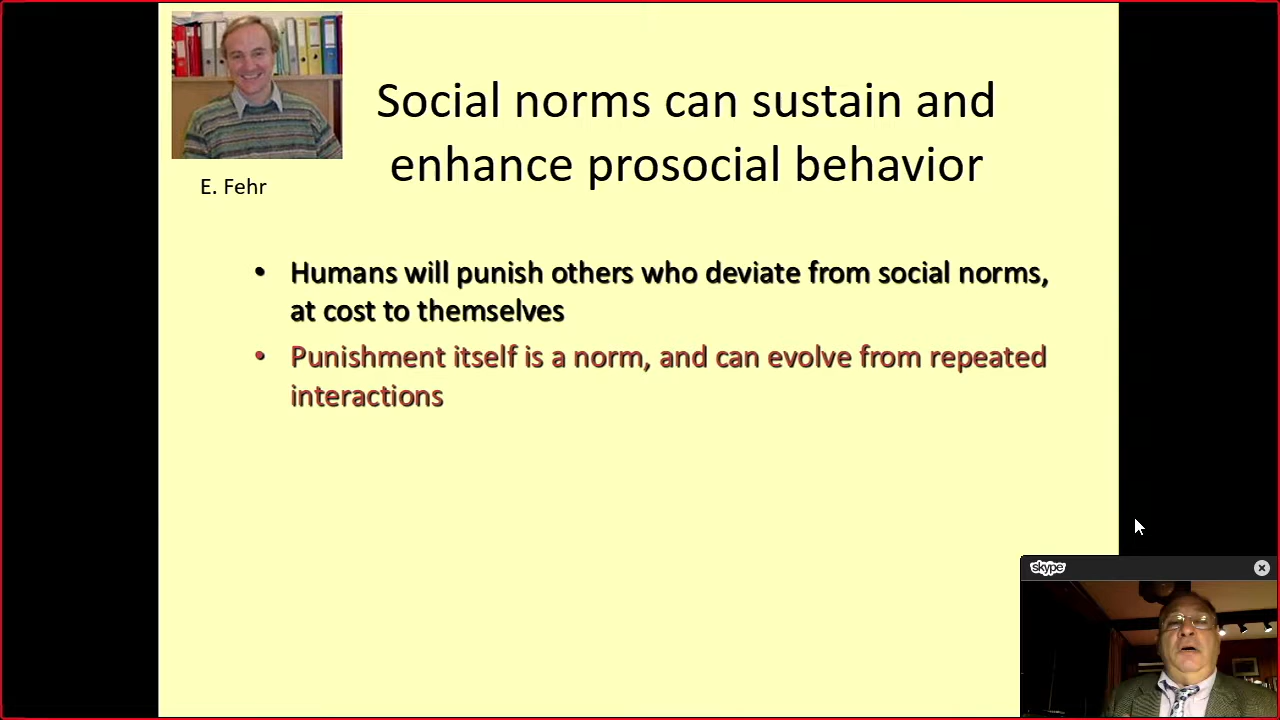 Social norms can sustain and
enhance prosocial behavior
E. Fehr
• Humans will punish others who deviate from social norms,
at cost to themselves
• Punishment itself is a norm, and can evolve from repeated
interactions
skype